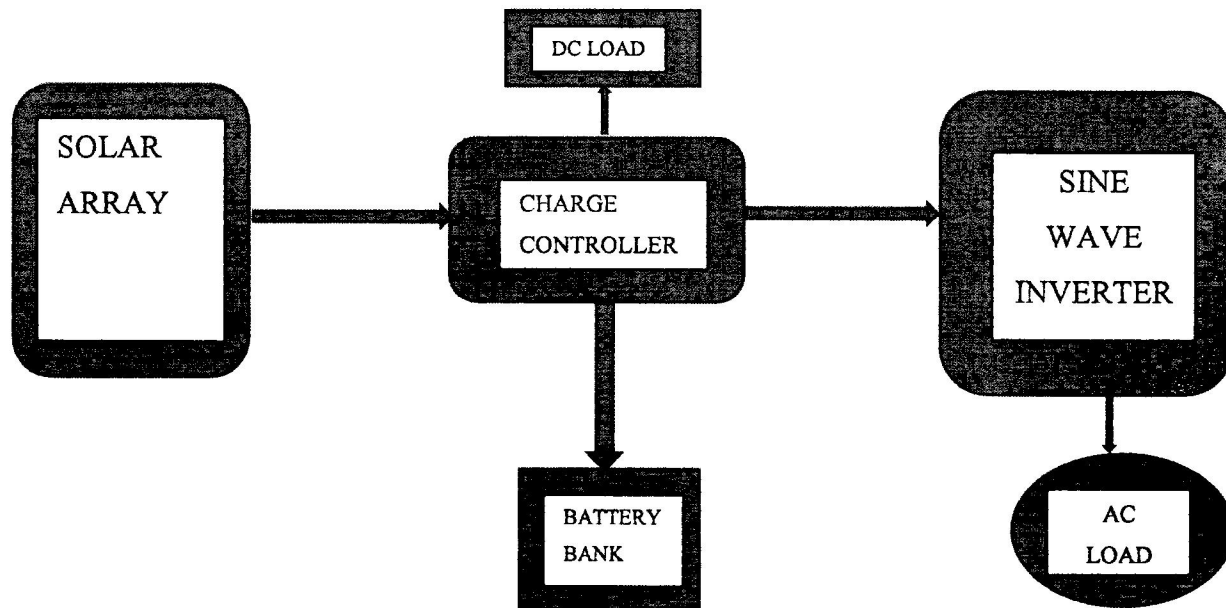 DC LOAD
SOLAR
ARRAY
CHARGE
CONTROLLER
SINE
WAVE
INVERTER
BATTERY
BANK
AC
LOAD